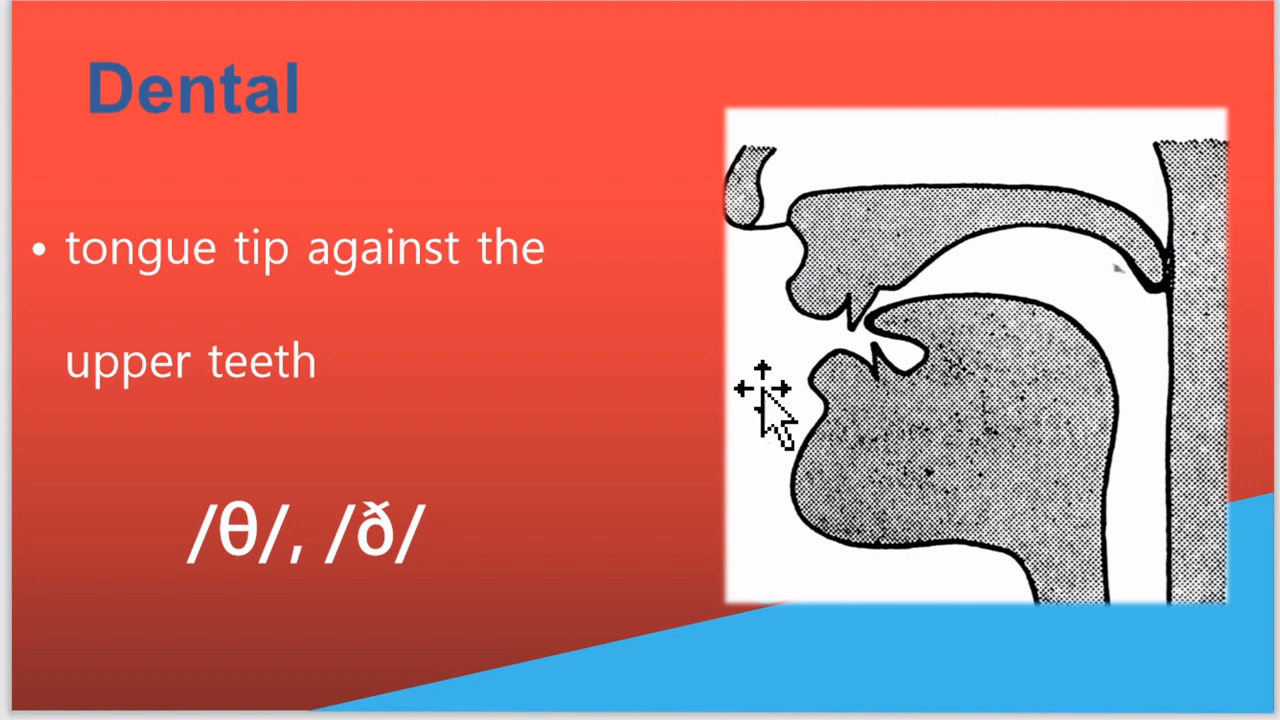 Dental
• tongue tip against the
upper teeth
/θ/, /ð/